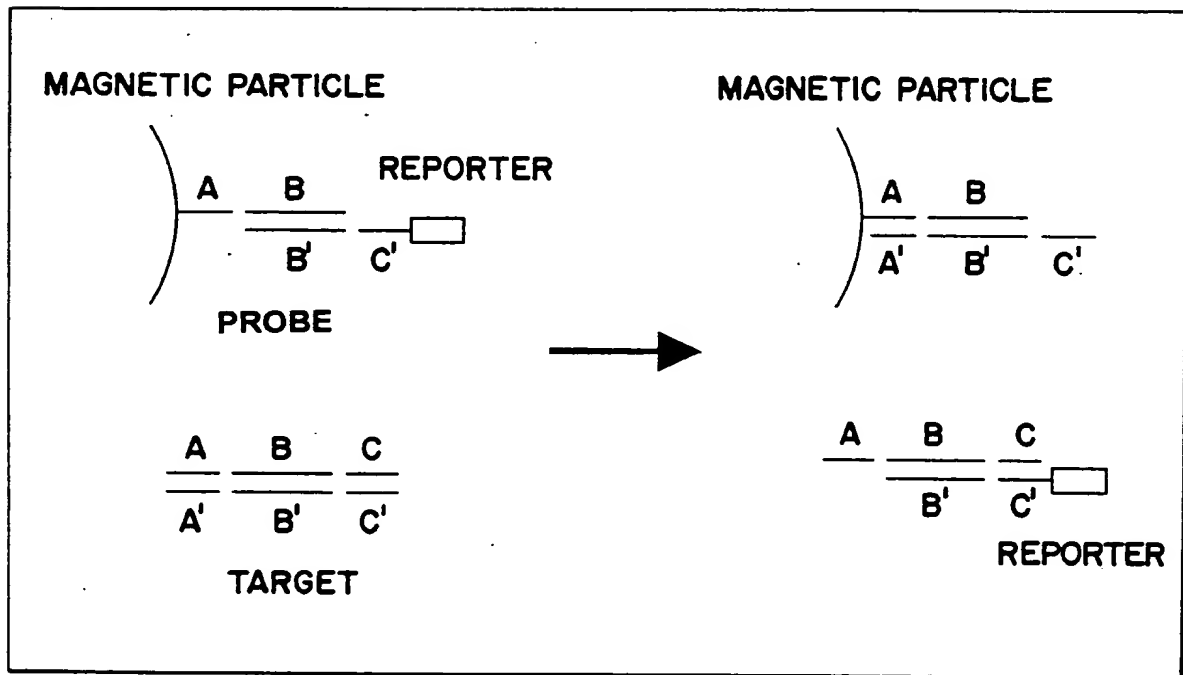 MAGNETIC PARTICLE
A B REPORTER
B' C'
PROBE
A B C
A' B' C'
TARGET
MAGNETIC PARTICLE
A B
A' B' C'
A B C
B' C'
REPORTER